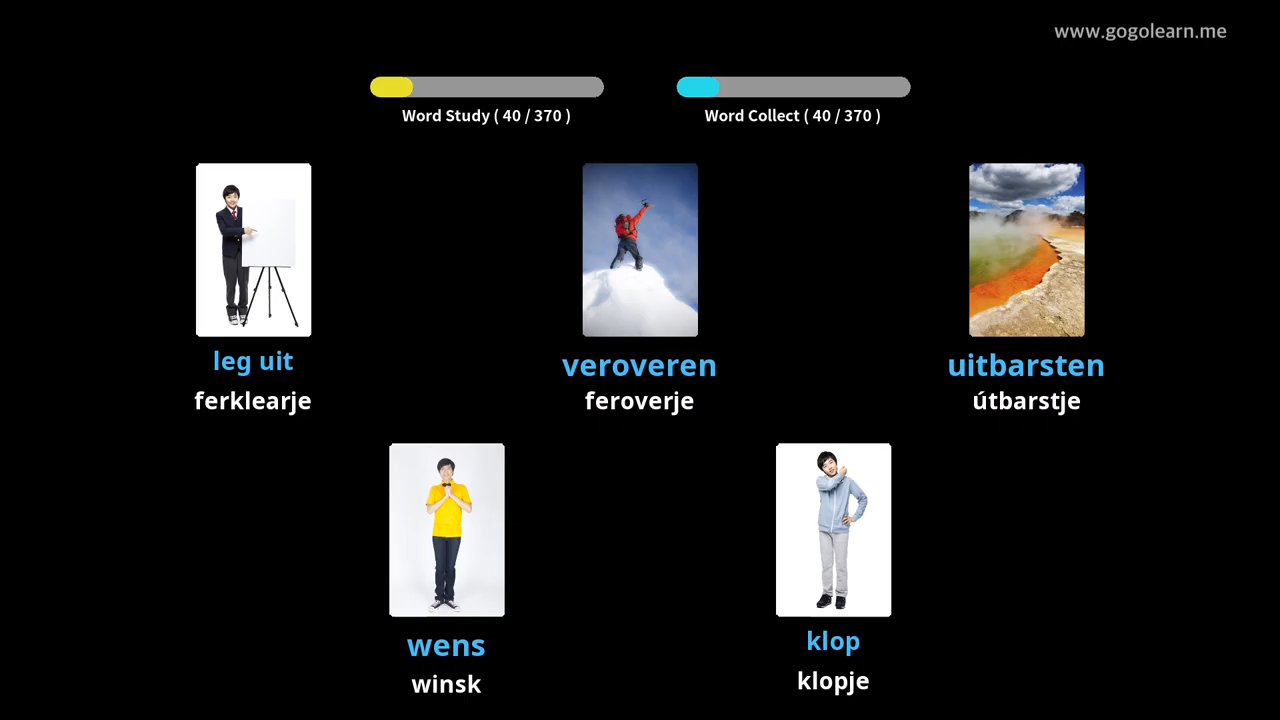 www.gogolearn.me
Word Study ( 40 / 370 )
Word Collect ( 40 / 370 )
leg uit
ferklearje
veroveren
feroverje
uitbarsten
útbarstje
wens
winsk
klop
klopje